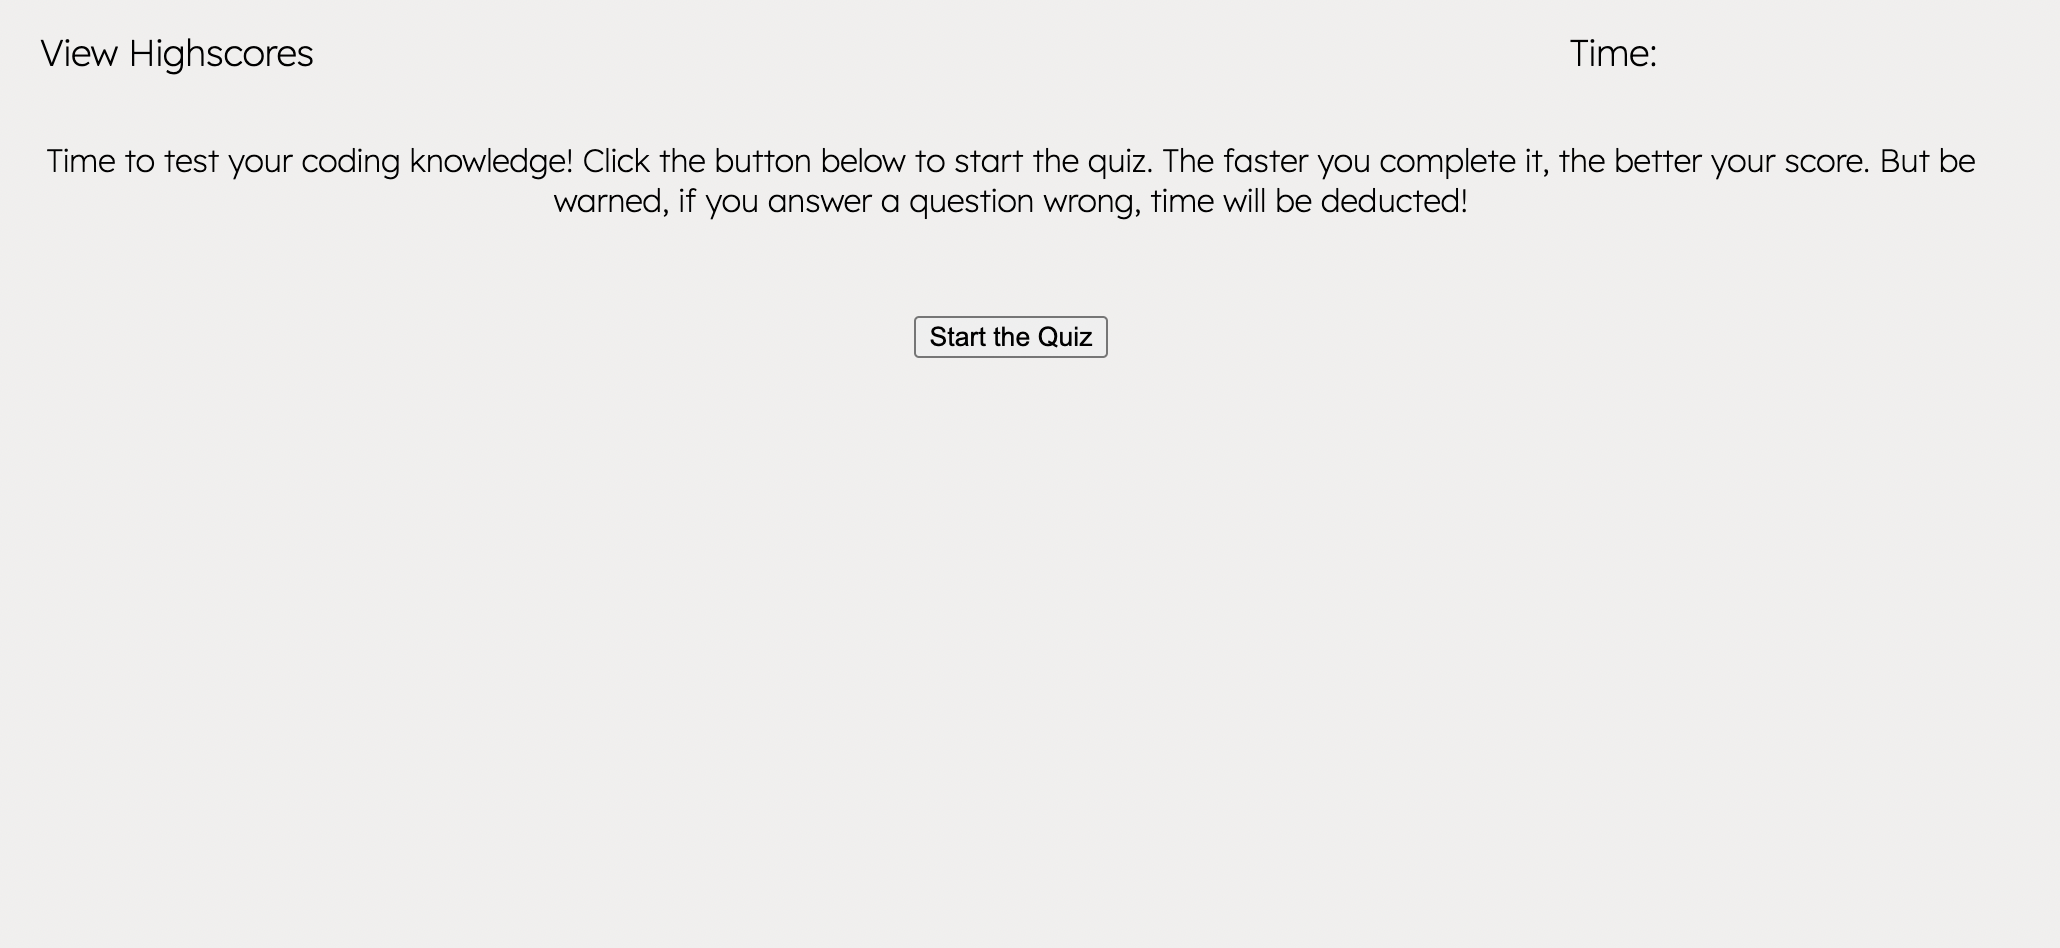 View Highscores
Time:
Time to test your coding knowledge! Click the button below to start the quiz. The faster you complete it, the better your score. But be
warned, if you answer a question wrong, time will be deducted!
Start the Quiz